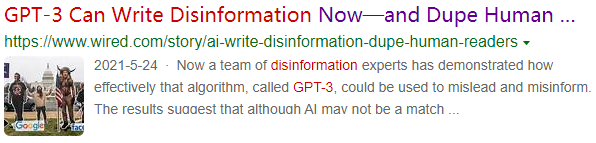 GPT-3 Can Write Disinformation Now—and Dupe Human ...
https://www.wired.com/story/ai-write-disinformation-dupe-human-readers
2021-5-24 · Now a team of disinformation experts has demonstrated how
effectively that algorithm, called GPT-3, could be used to mislead and misinform.
The results suggest that although AI may not be a match ...
Google